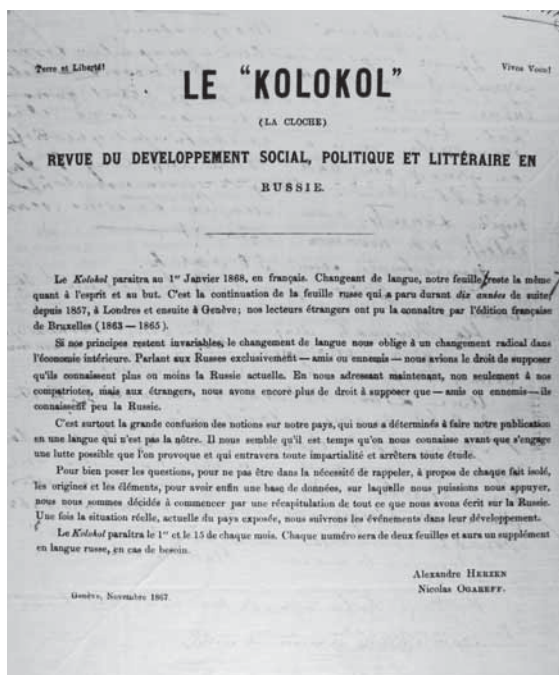 Terre et Liberté! Vivos Voco!
LE "KOLOKOL"
(LA CLOCHE)
REVUE DU DEVELOPPEMENT SOCIAL, POLITIQUE ET LITTÉRAIRE EN
RUSSIE.
Le Kolokol paraitra au 1er Janvier 1868, en français. Changeant de langue, notre feuille reste la même
quant à l'esprit et au but. C'est la continuation de la feuille russe qui a paru durant dix années de suite
depuis 1857, à Londres et ensuite à Genève; nos lecteurs étrangers ont pu la connaître par l'édition française
de Bruxelles (1863 — 1865).
Si nos principes restent invariables, le changement de langue nous oblige à un changement radical dans
l'économie intérieure. Parlant aux Russes exclusivement — amis ou ennemis — nous avions le droit de supposer
qu'ils connaissent plus ou moins la Russie actuelle. En nous adressant maintenant, non seulement à nos
compatriotes, mais aux étrangers, nous avons encore plus de droit à supposer que — amis ou ennemis — ils
connaissent peu la Russie.
C'est surtout la grande confusion des notions sur notre pays, qui nous a déterminés à faire notre publication
en une langue qui n'est pas la nôtre. Il nous semble qu'il est temps qu'on nous connaisse avant que s'engage
une lutte possible que l'on provoque et qui entravera toute impartialité et arrêtera toute étude.
Pour bien poser les questions, pour ne pas être dans la nécessité de rappeler, à propos de chaque fait isolé,
les origines et les éléments, pour avoir enfin une base de données, sur laquelle nous puissions nous appuyer,
nous nous sommes décidés à commencer par une récapitulation de tout ce que nous avons écrit sur la Russie.
Une fois la situation réelle, actuelle du pays exposée, nous suivrons les événements dans leur développement.
Le Kolokol paraîtra le 1er et le 15 de chaque mois. Chaque numéro sera de deux feuilles et aura un supplément
en langue russe, en cas de besoin.
Alexandre HERZEN
Nicolas OGAREFF.
Genève, Novembre 1867